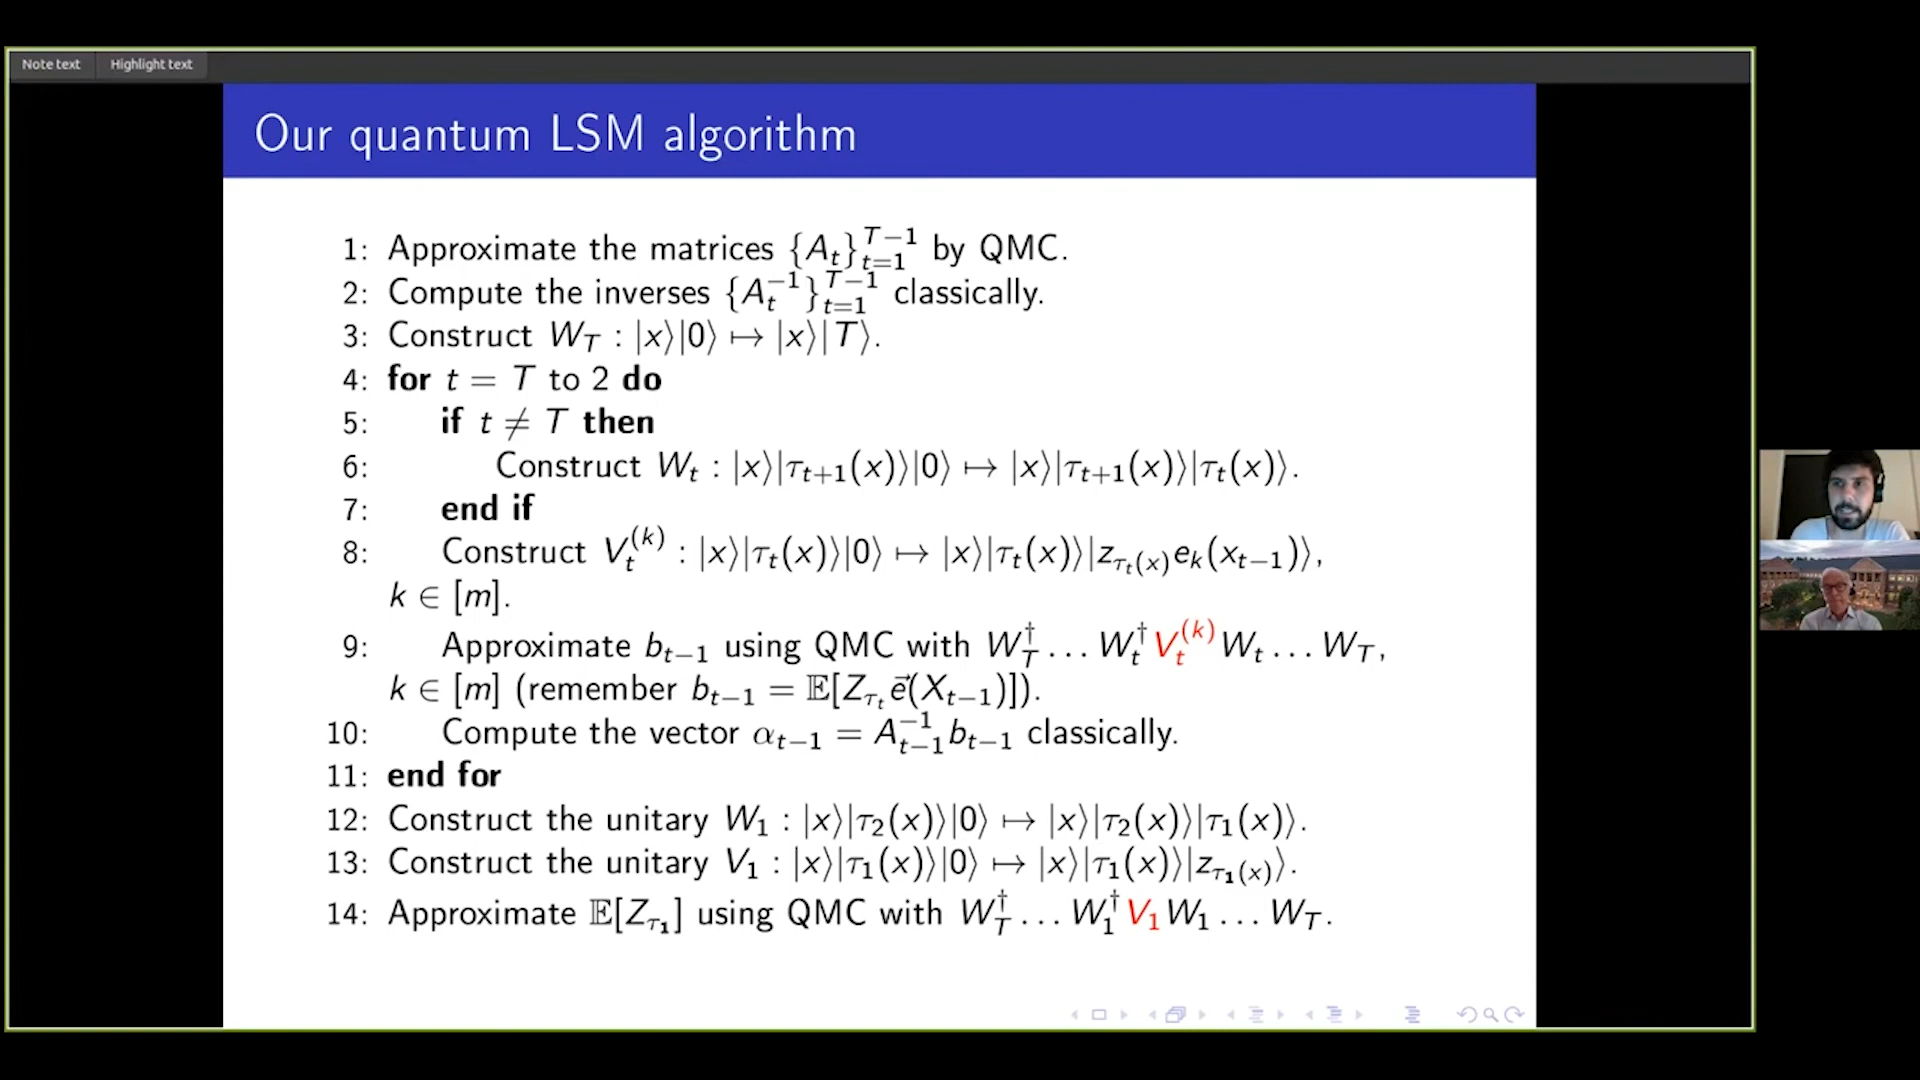 Note text
Highlight text
Our quantum LSM algorithm
1: Approximate the matrices {A_t}_{t=1}^{T−1} by QMC.
2: Compute the inverses {A_t^{−1}}_{t=1}^{T−1} classically.
3: Construct W_T : |x⟩|0⟩ ↦ |x⟩|T⟩.
4: for t = T to 2 do
5: if t ≠ T then
6: Construct W_t : |x⟩|τ_{t+1}(x)⟩|0⟩ ↦ |x⟩|τ_{t+1}(x)⟩|τ_t(x)⟩.
7: end if
8: Construct V_t^{(k)} : |x⟩|τ_t(x)⟩|0⟩ ↦ |x⟩|τ_t(x)⟩|z_{τ_t(x)}e_k(x_{t−1})⟩,
k ∈ [m].
9: Approximate b_{t−1} using QMC with W_T^† … W_t^† V_t^{(k)} W_t … W_T,
k ∈ [m] (remember b_{t−1} = 𝔼[Z_{τ_t} e⃗(X_{t−1})]).
10: Compute the vector α_{t−1} = A_{t−1}^{−1} b_{t−1} classically.
11: end for
12: Construct the unitary W_1 : |x⟩|τ_2(x)⟩|0⟩ ↦ |x⟩|τ_2(x)⟩|τ_1(x)⟩.
13: Construct the unitary V_1 : |x⟩|τ_1(x)⟩|0⟩ ↦ |x⟩|τ_1(x)⟩|z_{τ_1(x)}⟩.
14: Approximate 𝔼[Z_{τ_1}] using QMC with W_T^† … W_1^† V_1 W_1 … W_T.